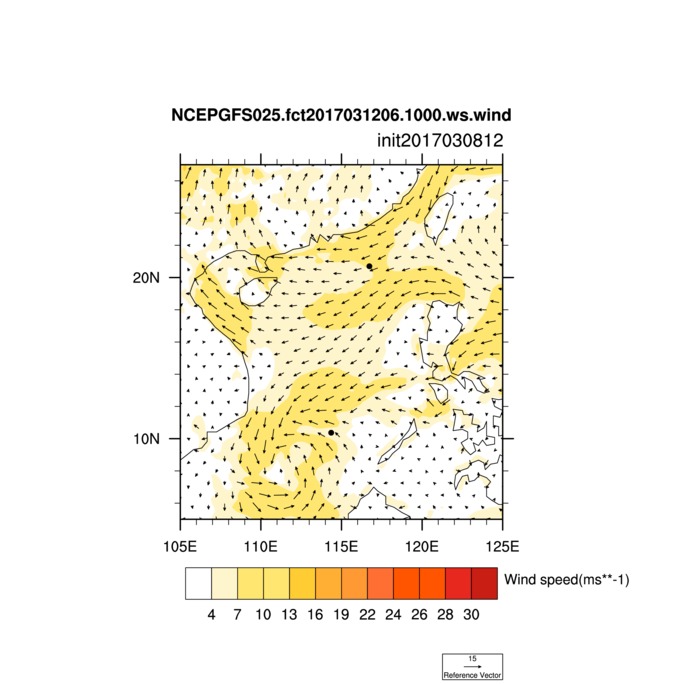 NCEPGFS025.fct2017031206.1000.ws.wind
init2017030812
20N
10N
105E 110E 115E 120E 125E
Wind speed(ms**-1)
4 7 10 13 16 19 22 24 26 28 30
15
Reference Vector